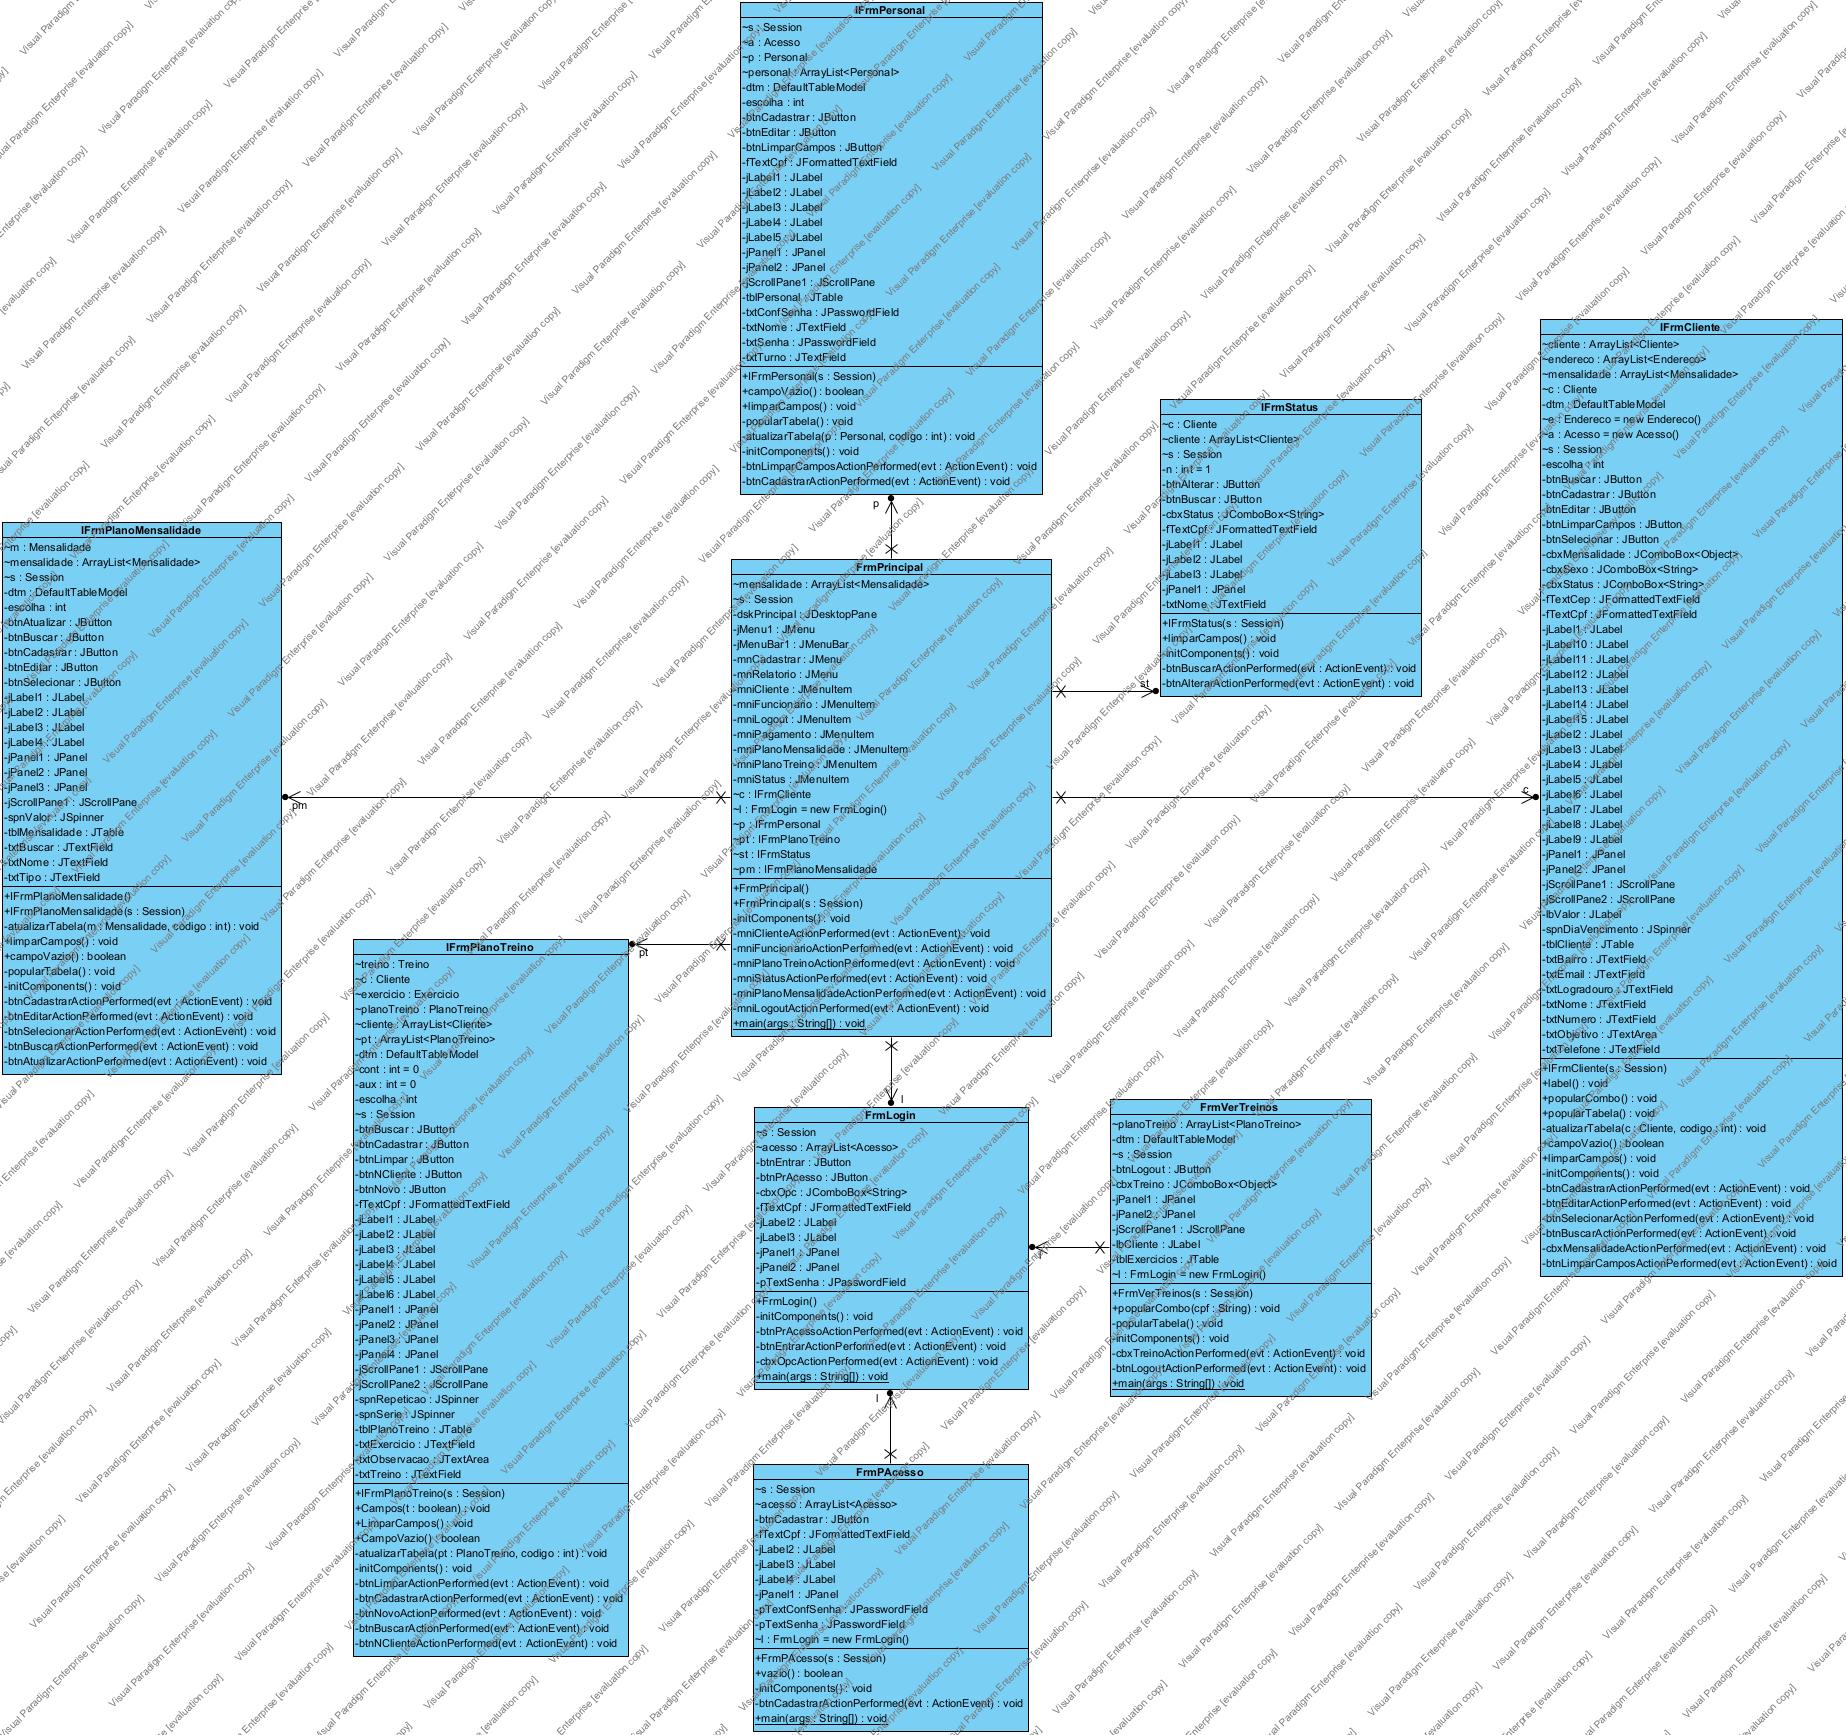 IFrmPersonal
~s : Session
~a : Acesso
~p : Personal
~personal : ArrayList<Personal>
-dtm : DefaultTableModel
-escolha : int
-btnCadastrar : JButton
-btnEditar : JButton
-btnLimparCampos : JButton
-fTextCpf : JFormattedTextField
-jLabel1 : JLabel
-jLabel2 : JLabel
-jLabel3 : JLabel
-jLabel4 : JLabel
-jLabel5 : JLabel
-jPanel1 : JPanel
-jPanel2 : JPanel
-jScrollPane1 : JScrollPane
-tblPersonal : JTable
-txtConfSenha : JPasswordField
-txtNome : JTextField
-txtSenha : JPasswordField
-txtTurno : JTextField
+IFrmPersonal(s : Session)
+campoVazio() : boolean
+limparCampos() : void
-popularTabela() : void
-atualizarTabela(p : Personal, codigo : int) : void
-initComponents() : void
-btnLimparCamposActionPerformed(evt : ActionEvent) : void
-btnCadastrarActionPerformed(evt : ActionEvent) : void
p
IFrmPlanoMensalidade
~m : Mensalidade
~mensalidade : ArrayList<Mensalidade>
~s : Session
-dtm : DefaultTableModel
-escolha : int
-btnAtualizar : JButton
-btnBuscar : JButton
-btnCadastrar : JButton
-btnEditar : JButton
-btnSelecionar : JButton
-jLabel1 : JLabel
-jLabel2 : JLabel
-jLabel3 : JLabel
-jLabel4 : JLabel
-jPanel1 : JPanel
-jPanel2 : JPanel
-jPanel3 : JPanel
-jScrollPane1 : JScrollPane
-spnValor : JSpinner
-tblMensalidade : JTable
-txtBuscar : JTextField
-txtNome : JTextField
-txtTipo : JTextField
+IFrmPlanoMensalidade()
+IFrmPlanoMensalidade(s : Session)
-atualizarTabela(m : Mensalidade, codigo : int) : void
+limparCampos() : void
+campoVazio() : boolean
-popularTabela() : void
-initComponents() : void
-btnCadastrarActionPerformed(evt : ActionEvent) : void
-btnEditarActionPerformed(evt : ActionEvent) : void
-btnSelecionarActionPerformed(evt : ActionEvent) : void
-btnBuscarActionPerformed(evt : ActionEvent) : void
-btnAtualizarActionPerformed(evt : ActionEvent) : void
pm
FrmPrincipal
~mensalidade : ArrayList<Mensalidade>
~s : Session
-dskPrincipal : JDesktopPane
-jMenu1 : JMenu
-jMenuBar1 : JMenuBar
-mnCadastrar : JMenu
-mnRelatorio : JMenu
-mniCliente : JMenuItem
-mniFuncionario : JMenuItem
-mniLogout : JMenuItem
-mniPagamento : JMenuItem
-mniPlanoMensalidade : JMenuItem
-mniPlanoTreino : JMenuItem
-mniStatus : JMenuItem
~c : IFrmCliente
~l : FrmLogin = new FrmLogin()
~p : IFrmPersonal
~pt : IFrmPlanoTreino
~st : IFrmStatus
~pm : IFrmPlanoMensalidade
+FrmPrincipal()
+FrmPrincipal(s : Session)
-initComponents() : void
-mniClienteActionPerformed(evt : ActionEvent) : void
-mniFuncionarioActionPerformed(evt : ActionEvent) : void
-mniPlanoTreinoActionPerformed(evt : ActionEvent) : void
-mniStatusActionPerformed(evt : ActionEvent) : void
-mniPlanoMensalidadeActionPerformed(evt : ActionEvent) : void
-mniLogoutActionPerformed(evt : ActionEvent) : void
+main(args : String[]) : void
IFrmStatus
~c : Cliente
~cliente : ArrayList<Cliente>
~s : Session
-n : int = 1
-btnAlterar : JButton
-btnBuscar : JButton
-cbxStatus : JComboBox<String>
-fTextCpf : JFormattedTextField
-jLabel1 : JLabel
-jLabel2 : JLabel
-jLabel3 : JLabel
-jPanel1 : JPanel
-txtNome : JTextField
+IFrmStatus(s : Session)
+limparCampos() : void
-initComponents() : void
-btnBuscarActionPerformed(evt : ActionEvent) : void
-btnAlterarActionPerformed(evt : ActionEvent) : void
st
IFrmCliente
~cliente : ArrayList<Cliente>
~endereco : ArrayList<Endereco>
~mensalidade : ArrayList<Mensalidade>
~c : Cliente
-dtm : DefaultTableModel
~e : Endereco = new Endereco()
~a : Acesso = new Acesso()
~s : Session
-escolha : int
-btnBuscar : JButton
-btnCadastrar : JButton
-btnEditar : JButton
-btnLimparCampos : JButton
-btnSelecionar : JButton
-cbxMensalidade : JComboBox<Object>
-cbxSexo : JComboBox<String>
-cbxStatus : JComboBox<String>
-fTextCep : JFormattedTextField
-fTextCpf : JFormattedTextField
-jLabel1 : JLabel
-jLabel10 : JLabel
-jLabel11 : JLabel
-jLabel12 : JLabel
-jLabel13 : JLabel
-jLabel14 : JLabel
-jLabel15 : JLabel
-jLabel2 : JLabel
-jLabel3 : JLabel
-jLabel4 : JLabel
-jLabel5 : JLabel
-jLabel6 : JLabel
-jLabel7 : JLabel
-jLabel8 : JLabel
-jLabel9 : JLabel
-jPanel1 : JPanel
-jPanel2 : JPanel
-jScrollPane1 : JScrollPane
-jScrollPane2 : JScrollPane
-lbValor : JLabel
-spnDiaVencimento : JSpinner
-tblCliente : JTable
-txtBairro : JTextField
-txtEmail : JTextField
-txtLogradouro : JTextField
-txtNome : JTextField
-txtNumero : JTextField
-txtObjetivo : JTextArea
-txtTelefone : JTextField
+IFrmCliente(s : Session)
+label() : void
+popularCombo() : void
+popularTabela() : void
-atualizarTabela(c : Cliente, codigo : int) : void
+campoVazio() : boolean
+limparCampos() : void
-initComponents() : void
-btnCadastrarActionPerformed(evt : ActionEvent) : void
-btnEditarActionPerformed(evt : ActionEvent) : void
-btnSelecionarActionPerformed(evt : ActionEvent) : void
-btnBuscarActionPerformed(evt : ActionEvent) : void
-cbxMensalidadeActionPerformed(evt : ActionEvent) : void
-btnLimparCamposActionPerformed(evt : ActionEvent) : void
c
IFrmPlanoTreino
~treino : Treino
~c : Cliente
~exercicio : Exercicio
~planoTreino : PlanoTreino
~cliente : ArrayList<Cliente>
~pt : ArrayList<PlanoTreino>
-dtm : DefaultTableModel
-cont : int = 0
-aux : int = 0
-escolha : int
~s : Session
-btnBuscar : JButton
-btnCadastrar : JButton
-btnLimpar : JButton
-btnNCliente : JButton
-btnNovo : JButton
-fTextCpf : JFormattedTextField
-jLabel1 : JLabel
-jLabel2 : JLabel
-jLabel3 : JLabel
-jLabel4 : JLabel
-jLabel5 : JLabel
-jLabel6 : JLabel
-jPanel1 : JPanel
-jPanel2 : JPanel
-jPanel3 : JPanel
-jPanel4 : JPanel
-jScrollPane1 : JScrollPane
-jScrollPane2 : JScrollPane
-spnRepeticao : JSpinner
-spnSerie : JSpinner
-tblPlanoTreino : JTable
-txtExercicio : JTextField
-txtObservacao : JTextArea
-txtTreino : JTextField
+IFrmPlanoTreino(s : Session)
+Campos(t : boolean) : void
+LimparCampos() : void
+CampoVazio() : boolean
-atualizarTabela(pt : PlanoTreino, codigo : int) : void
-initComponents() : void
-btnLimparActionPerformed(evt : ActionEvent) : void
-btnCadastrarActionPerformed(evt : ActionEvent) : void
-btnNovoActionPerformed(evt : ActionEvent) : void
-btnBuscarActionPerformed(evt : ActionEvent) : void
-btnNClienteActionPerformed(evt : ActionEvent) : void
pt
l
FrmLogin
~s : Session
~acesso : ArrayList<Acesso>
-btnEntrar : JButton
-btnPrAcesso : JButton
-cbxOpc : JComboBox<String>
-fTextCpf : JFormattedTextField
-jLabel2 : JLabel
-jLabel3 : JLabel
-jPanel1 : JPanel
-jPanel2 : JPanel
-pTextSenha : JPasswordField
+FrmLogin()
-initComponents() : void
-btnPrAcessoActionPerformed(evt : ActionEvent) : void
-btnEntrarActionPerformed(evt : ActionEvent) : void
-cbxOpcActionPerformed(evt : ActionEvent) : void
+main(args : String[]) : void
l
FrmVerTreinos
~planoTreino : ArrayList<PlanoTreino>
-dtm : DefaultTableModel
~s : Session
-btnLogout : JButton
-cbxTreino : JComboBox<Object>
-jPanel1 : JPanel
-jPanel2 : JPanel
-jScrollPane1 : JScrollPane
-lbCliente : JLabel
-tblExercicios : JTable
~l : FrmLogin = new FrmLogin()
+FrmVerTreinos(s : Session)
+popularCombo(cpf : String) : void
-popularTabela() : void
-initComponents() : void
-cbxTreinoActionPerformed(evt : ActionEvent) : void
-btnLogoutActionPerformed(evt : ActionEvent) : void
+main(args : String[]) : void
FrmPAcesso
~s : Session
~acesso : ArrayList<Acesso>
-btnCadastrar : JButton
-fTextCpf : JFormattedTextField
-jLabel2 : JLabel
-jLabel3 : JLabel
-jLabel4 : JLabel
-jPanel1 : JPanel
-pTextConfSenha : JPasswordField
-pTextSenha : JPasswordField
~l : FrmLogin = new FrmLogin()
+FrmPAcesso(s : Session)
+vazio() : boolean
-initComponents() : void
-btnCadastrarActionPerformed(evt : ActionEvent) : void
+main(args : String[]) : void
Visual Paradigm Enterprise [evaluation copy]